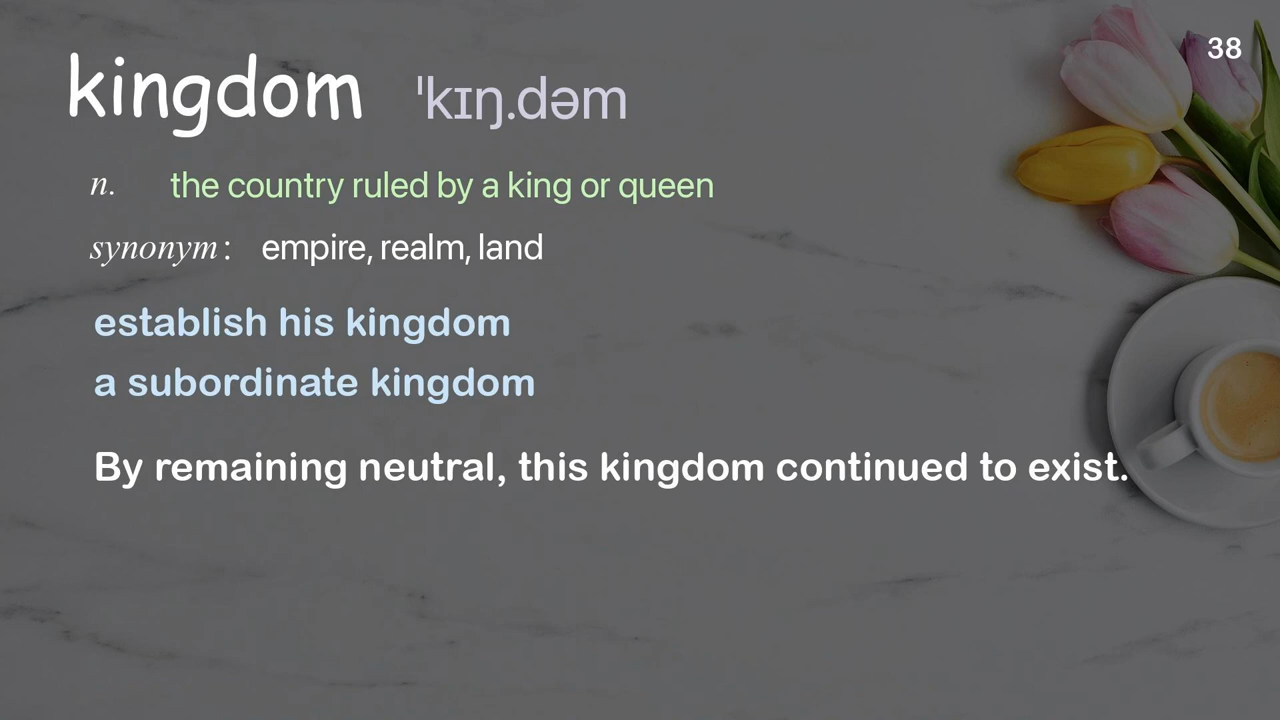 38
kingdom ˈkɪŋ.dəm
n. the country ruled by a king or queen
synonym: empire, realm, land
establish his kingdom
a subordinate kingdom
By remaining neutral, this kingdom continued to exist.